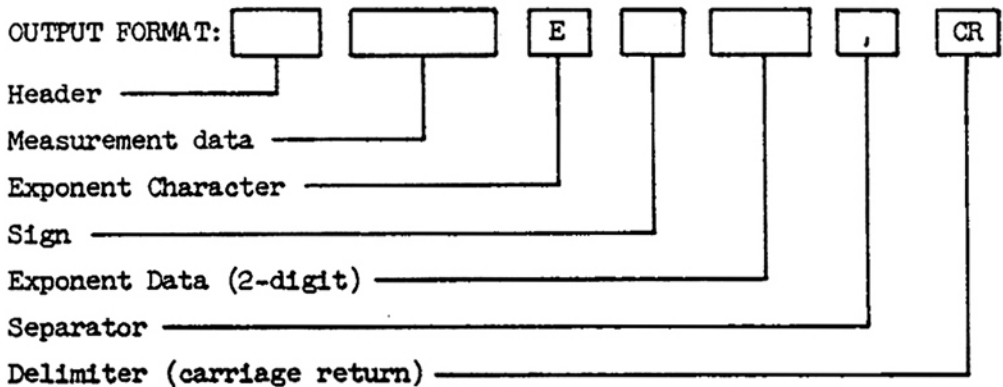 OUTPUT FORMAT: E , CR
Header
Measurement data
Exponent Character
Sign
Exponent Data (2-digit)
Separator
Delimiter (carriage return)